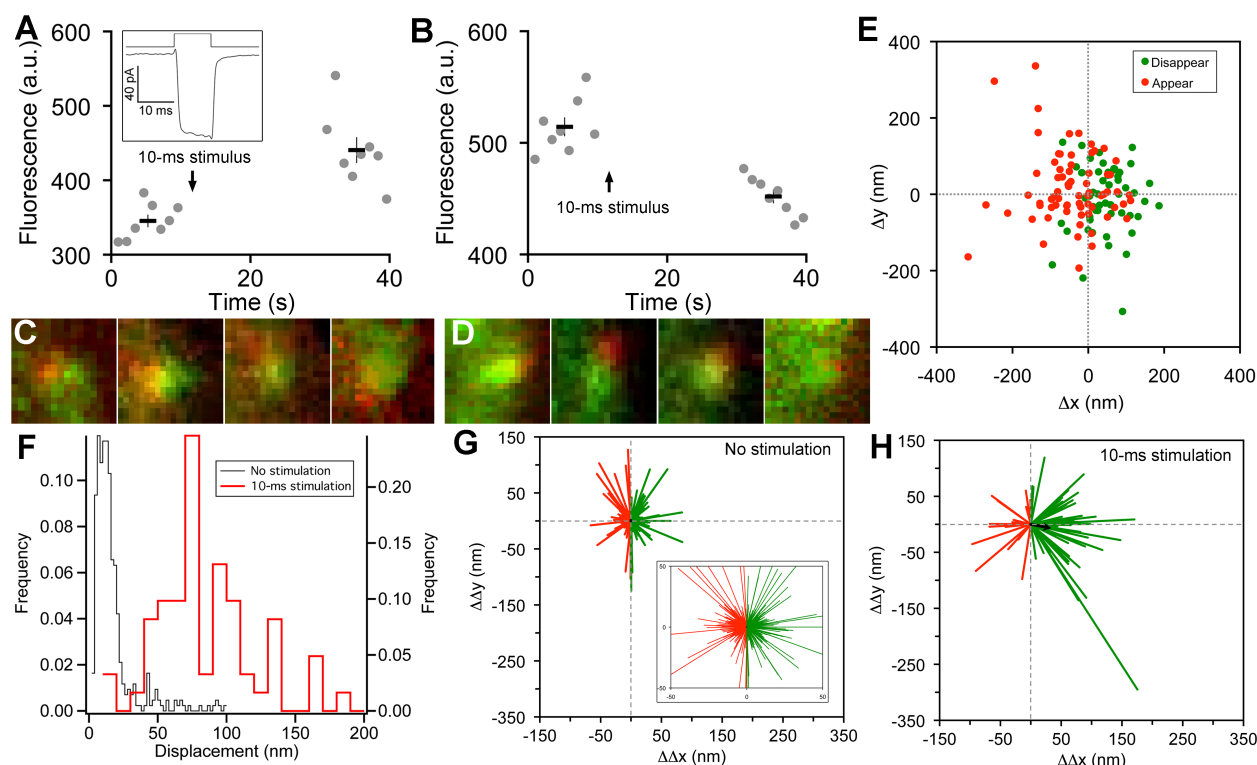 A
Fluorescence (a.u.)
600
500
400
300
0
20
40
Time (s)
40 pA
10 ms
10-ms stimulus
B
Fluorescence (a.u.)
600
500
400
0
20
40
Time (s)
10-ms stimulus
E
Δy (nm)
400
200
0
-200
-400
-400
-200
0
200
400
Δx (nm)
Disappear
Appear
C
D
F
Frequency
0.10
0.08
0.06
0.04
0.02
0.00
0
50
100
150
200
Displacement (nm)
No stimulation
10-ms stimulation
0.20
0.15
0.10
0.05
0.00
Frequency
G
No stimulation
ΔΔy (nm)
150
50
-50
-150
-250
-350
-150
-50
50
150
250
350
ΔΔx (nm)
50
0
-50
-50
0
50
H
10-ms stimulation
ΔΔy (nm)
150
50
-50
-150
-250
-350
-150
-50
50
150
250
350
ΔΔx (nm)